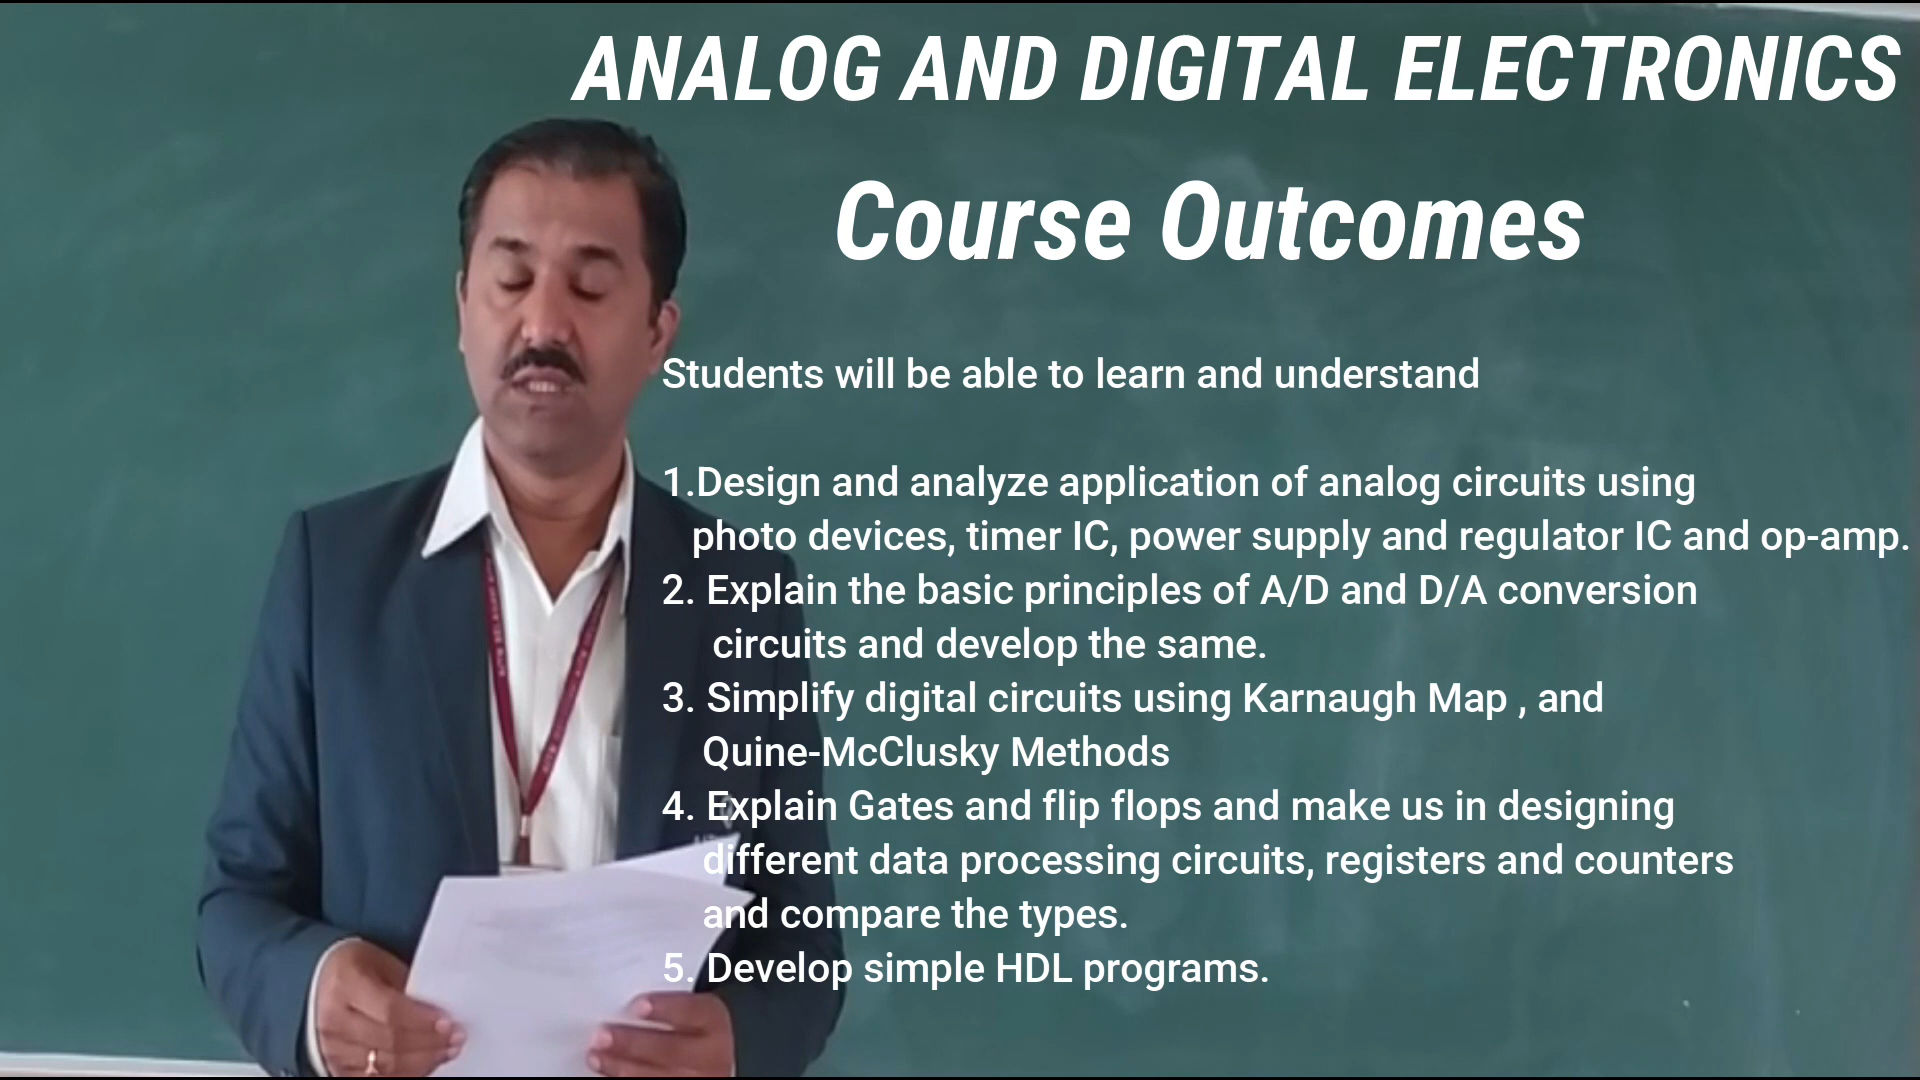 ANALOG AND DIGITAL ELECTRONICS
Course Outcomes
Students will be able to learn and understand
1.Design and analyze application of analog circuits using
photo devices, timer IC, power supply and regulator IC and op-amp.
2. Explain the basic principles of A/D and D/A conversion
circuits and develop the same.
3. Simplify digital circuits using Karnaugh Map , and
Quine-McClusky Methods
4. Explain Gates and flip flops and make us in designing
different data processing circuits, registers and counters
and compare the types.
5. Develop simple HDL programs.